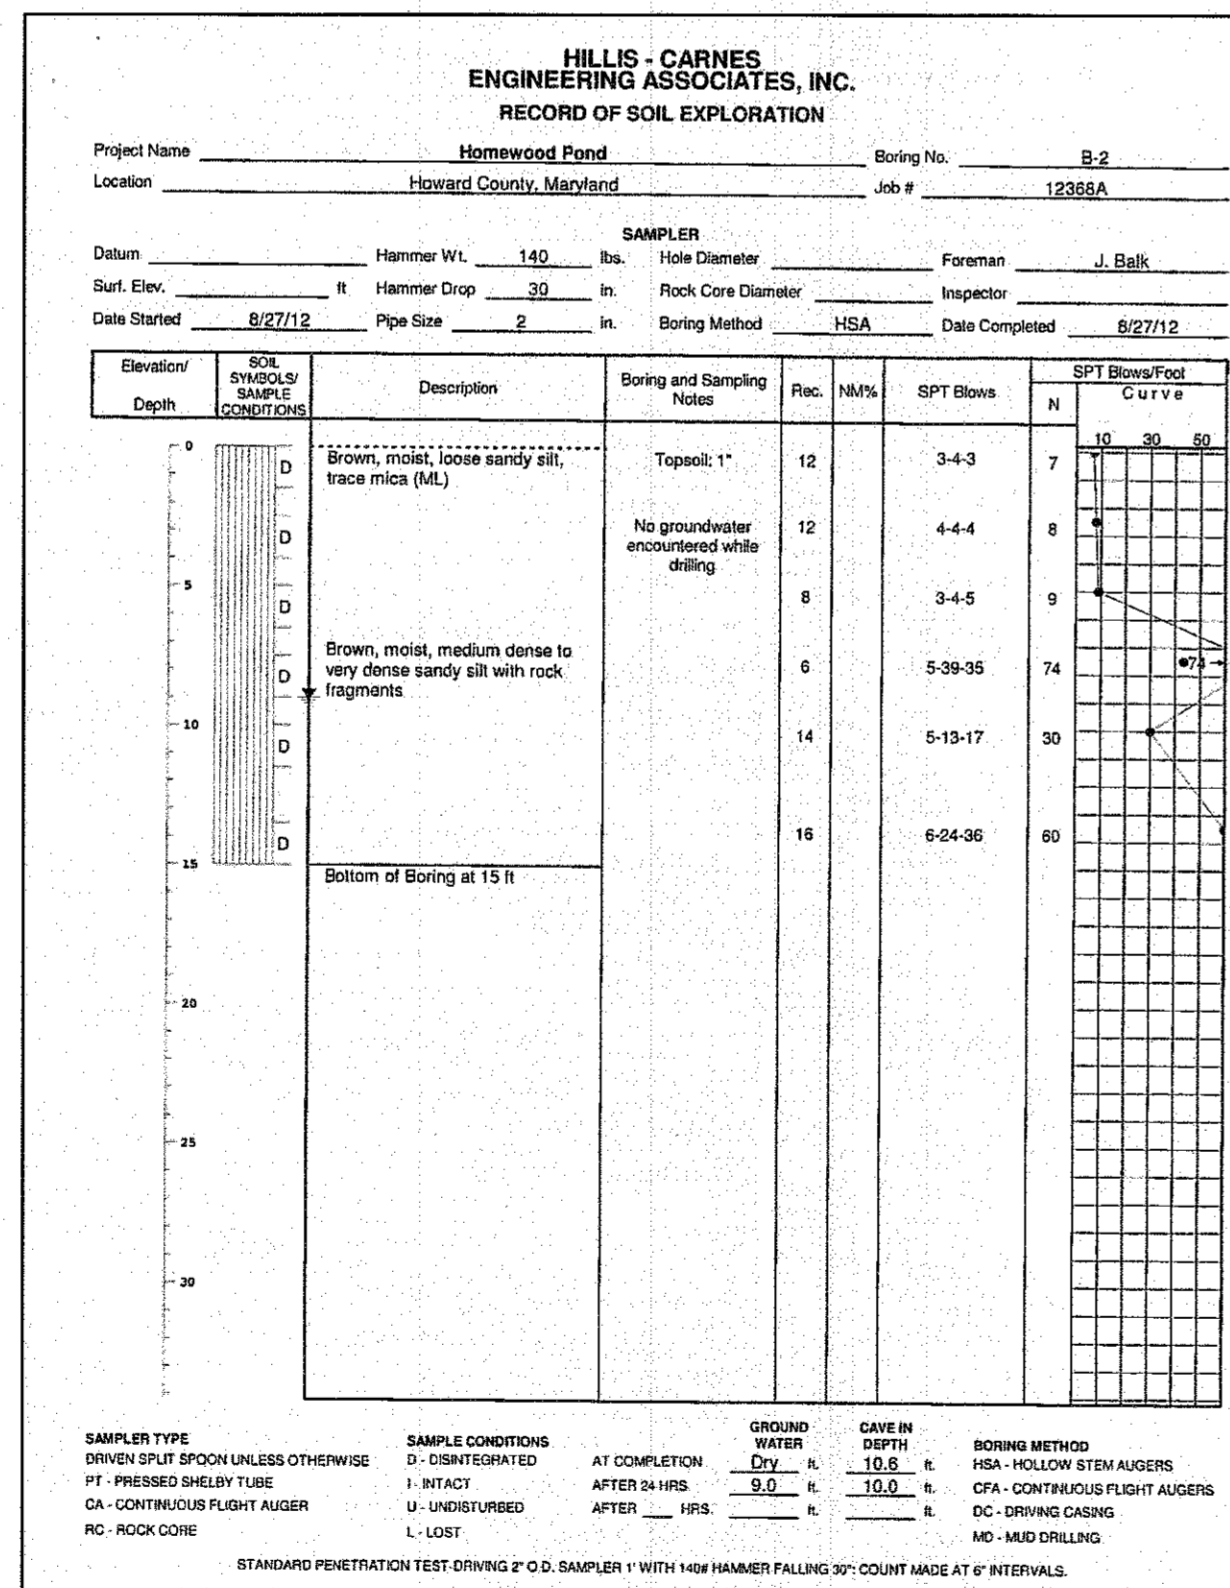 HILLIS - CARNES
ENGINEERING ASSOCIATES, INC.
RECORD OF SOIL EXPLORATION
Project Name Homewood Pond Boring No. B-2
Location Howard County, Maryland Job # 12368A
SAMPLER
Datum Hammer Wt. 140 lbs. Hole Diameter Foreman J. Balk
Surf. Elev. ft Hammer Drop 30 in. Rock Core Diameter Inspector
Date Started 8/27/12 Pipe Size 2 in. Boring Method HSA Date Completed 8/27/12
Elevation/
Depth
SOIL
SYMBOLS/
SAMPLE
CONDITIONS
Description
Boring and Sampling
Notes
Rec.
NM%
SPT Blows
SPT Blows/Foot
N
Curve
10 30 50
0
D
Brown, moist, loose sandy silt,
trace mica (ML)
Topsoil: 1"
12 3-4-3 7
D
No groundwater
encountered while
drilling
12 4-4-4 8
5
D
8 3-4-5 9
Brown, moist, medium dense to
very dense sandy silt with rock
fragments
D
6 5-39-35 74
74
10
D
14 5-13-17 30
D
16 6-24-36 60
15
Bottom of Boring at 15 ft
20
25
30
SAMPLER TYPE
DRIVEN SPLIT SPOON UNLESS OTHERWISE
PT - PRESSED SHELBY TUBE
CA - CONTINUOUS FLIGHT AUGER
RC - ROCK CORE
SAMPLE CONDITIONS
D - DISINTEGRATED
I - INTACT
U - UNDISTURBED
L - LOST
GROUND
WATER
CAVE IN
DEPTH
AT COMPLETION Dry ft. 10.6 ft.
AFTER 24 HRS. 9.0 ft. 10.0 ft.
AFTER ____ HRS. ft. ft.
BORING METHOD
HSA - HOLLOW STEM AUGERS
CFA - CONTINUOUS FLIGHT AUGERS
DC - DRIVING CASING
MD - MUD DRILLING
STANDARD PENETRATION TEST-DRIVING 2" O.D. SAMPLER 1' WITH 140# HAMMER FALLING 30": COUNT MADE AT 6" INTERVALS.